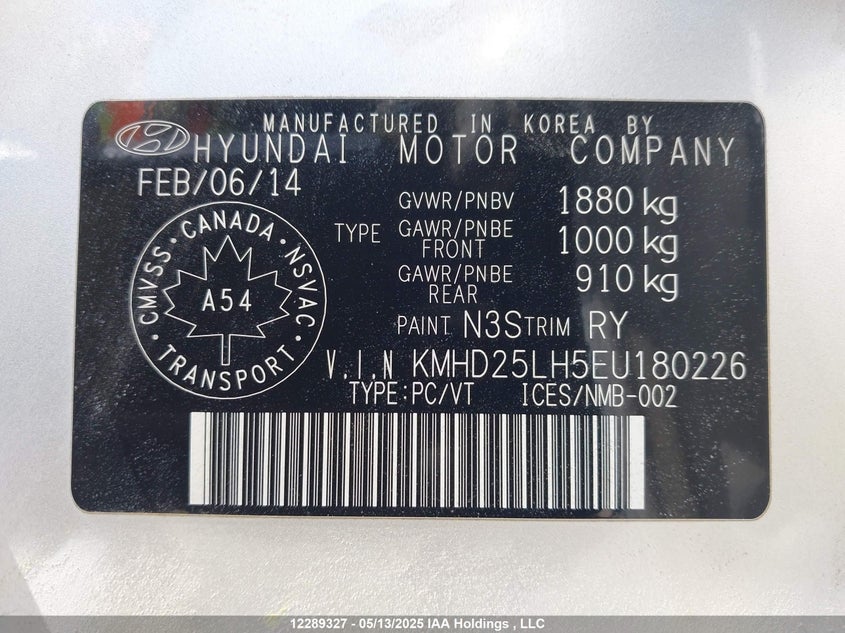 MANUFACTURED IN KOREA BY
HYUNDAI MOTOR COMPANY
FEB/06/14
GVWR/PNBV 1880 kg
TYPE GAWR/PNBE FRONT 1000 kg
GAWR/PNBE REAR 910 kg
CMVSS · CANADA · NSVAC
A54
TRANSPORT
PAINT N3S TRIM RY
V.I.N KMHD25LH5EU180226
TYPE:PC/VT ICES/NMB-002
12289327 - 05/13/2025 IAA Holdings , LLC